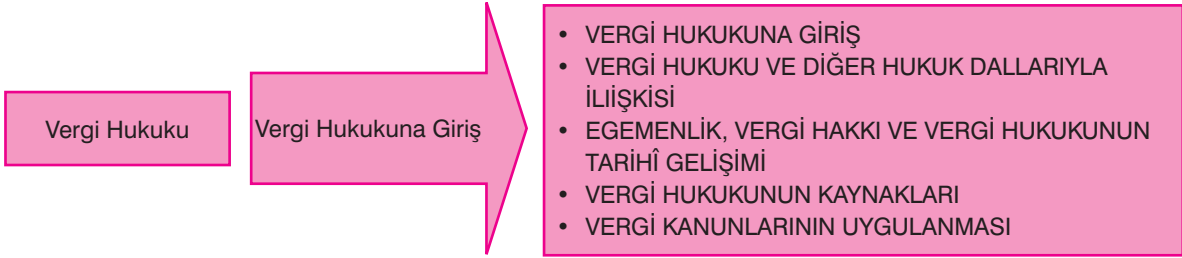 Vergi Hukuku
Vergi Hukukuna Giriş
• VERGİ HUKUKUNA GİRİŞ
• VERGİ HUKUKU VE DİĞER HUKUK DALLARIYLA
İLIİŞKİSİ
• EGEMENLİK, VERGİ HAKKI VE VERGİ HUKUKUNUN
TARİHÎ GELİŞİMİ
• VERGİ HUKUKUNUN KAYNAKLARI
• VERGİ KANUNLARININ UYGULANMASI